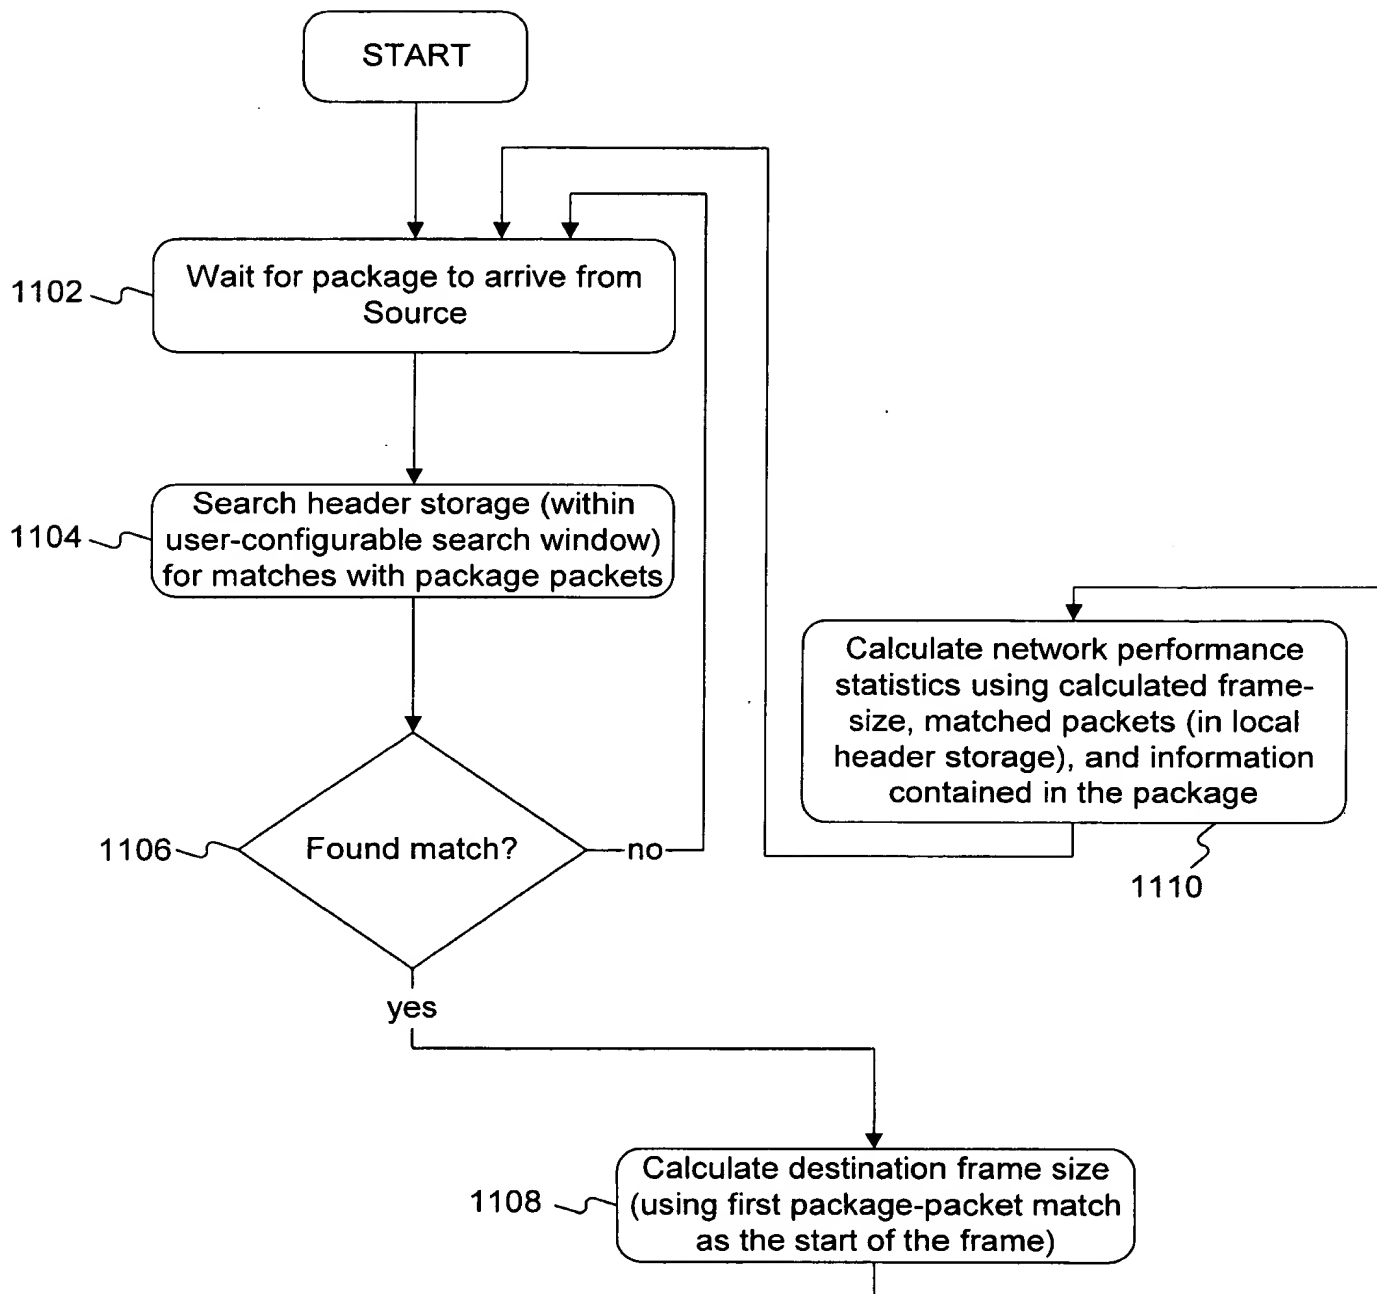 START
1102
Wait for package to arrive from
Source
1104
Search header storage (within
user-configurable search window)
for matches with package packets
Calculate network performance
statistics using calculated frame-
size, matched packets (in local
header storage), and information
contained in the package
1110
1106
Found match?
no
yes
1108
Calculate destination frame size
(using first package-packet match
as the start of the frame)